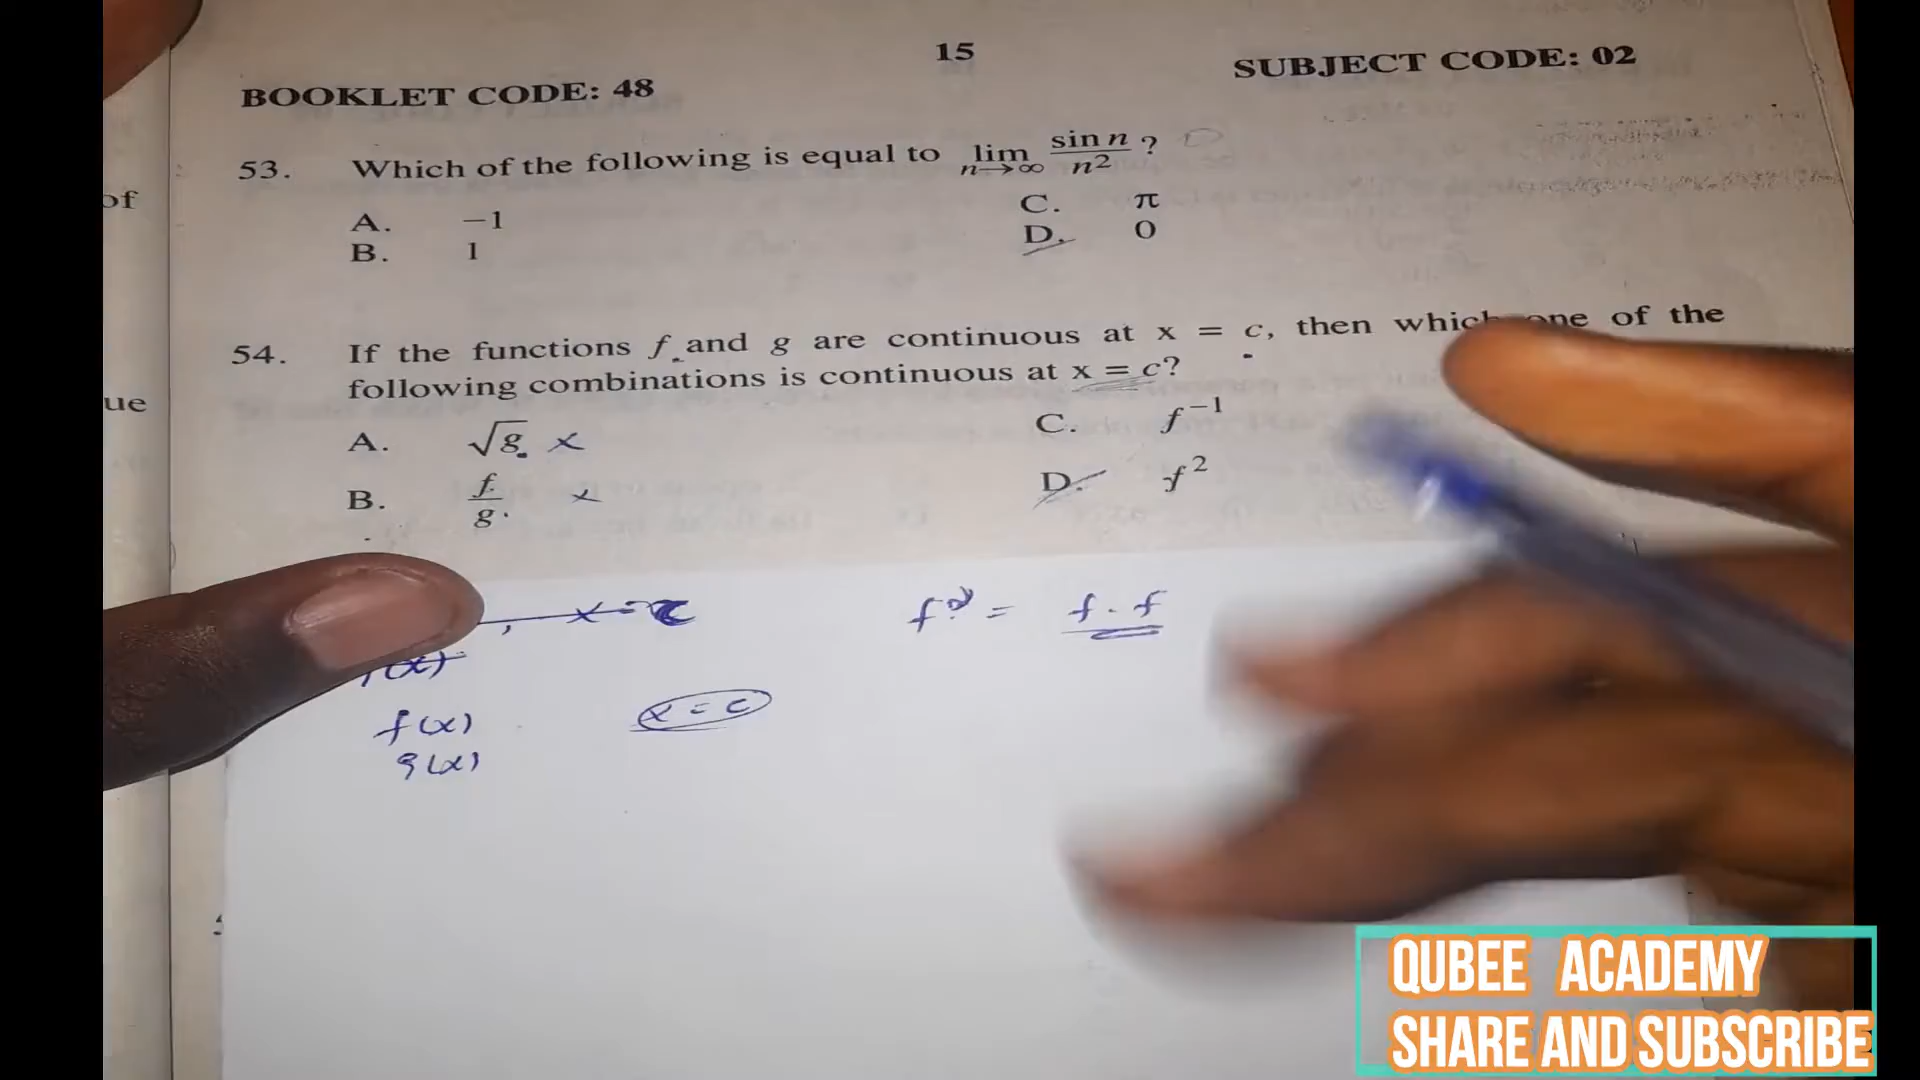 15
BOOKLET CODE: 48
SUBJECT CODE: 02
53. Which of the following is equal to lim n→∞ sin n / n²?
A. −1
B. 1
C. π
D. 0
54. If the functions f and g are continuous at x = c, then which one of the
following combinations is continuous at x = c?
A. √g x
B. f/g x
C. f⁻¹
D. f²
of
ue
, x = c
f(x)
f(x)
g(x)
x = c
f² = f . f
QUBEE ACADEMY
SHARE AND SUBSCRIBE